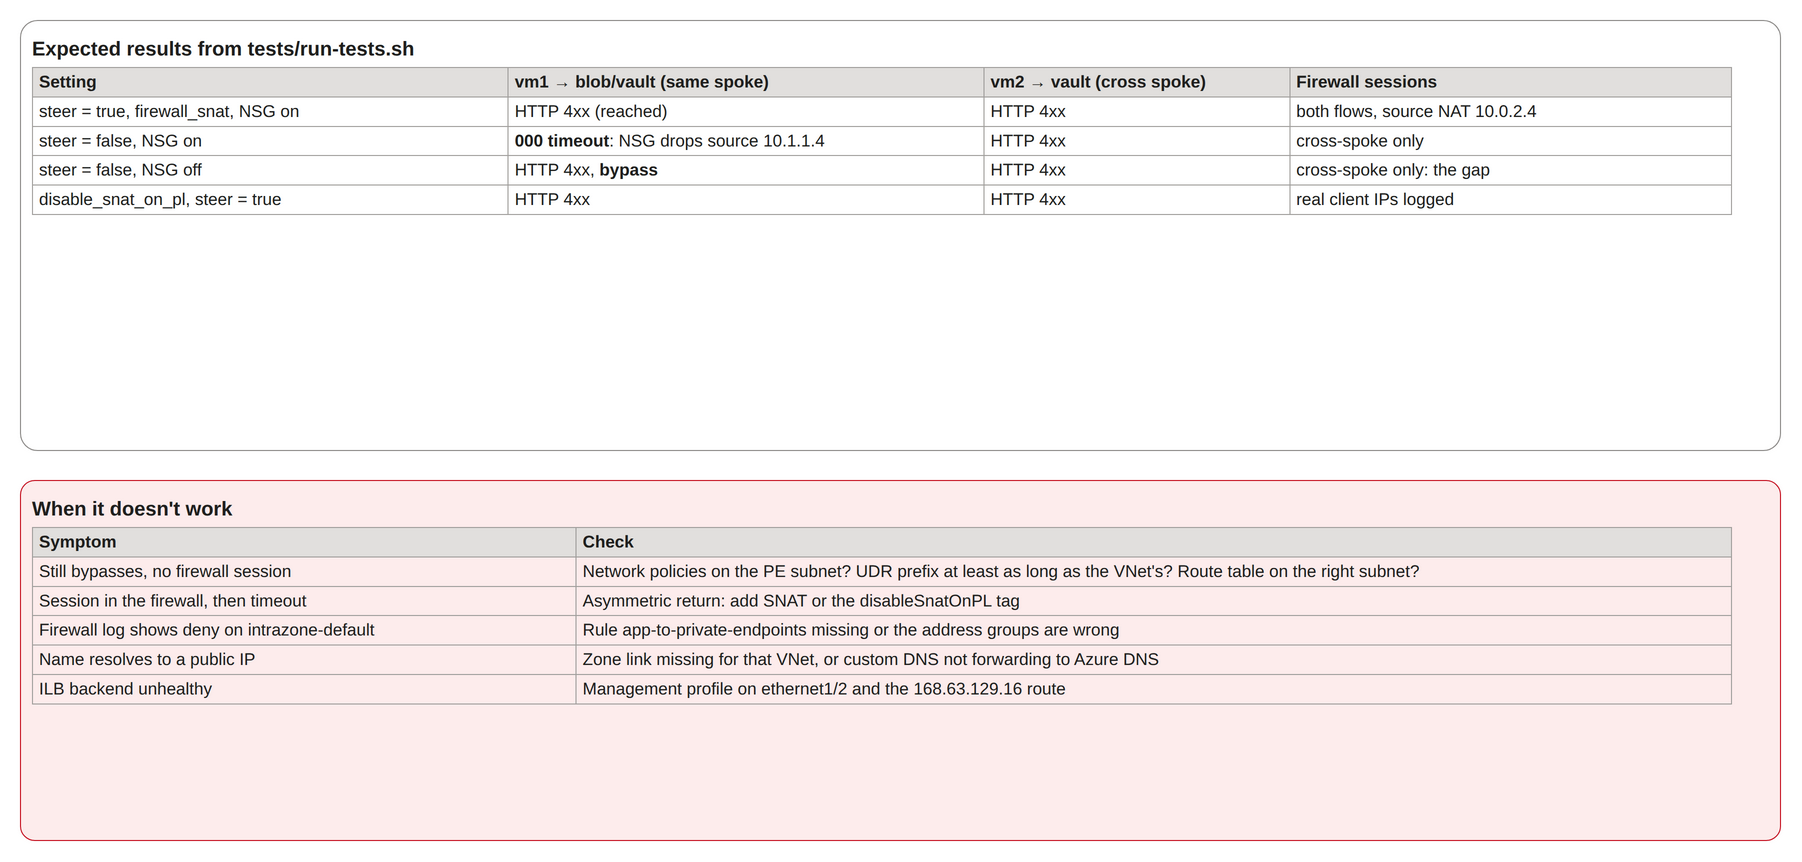 Expected results from tests/run-tests.sh
Setting vm1 → blob/vault (same spoke) vm2 → vault (cross spoke) Firewall sessions
steer = true, firewall_snat, NSG on HTTP 4xx (reached) HTTP 4xx both flows, source NAT 10.0.2.4
steer = false, NSG on 000 timeout: NSG drops source 10.1.1.4 HTTP 4xx cross-spoke only
steer = false, NSG off HTTP 4xx, bypass HTTP 4xx cross-spoke only: the gap
disable_snat_on_pl, steer = true HTTP 4xx HTTP 4xx real client IPs logged
When it doesn't work
Symptom Check
Still bypasses, no firewall session Network policies on the PE subnet? UDR prefix at least as long as the VNet's? Route table on the right subnet?
Session in the firewall, then timeout Asymmetric return: add SNAT or the disableSnatOnPL tag
Firewall log shows deny on intrazone-default Rule app-to-private-endpoints missing or the address groups are wrong
Name resolves to a public IP Zone link missing for that VNet, or custom DNS not forwarding to Azure DNS
ILB backend unhealthy Management profile on ethernet1/2 and the 168.63.129.16 route